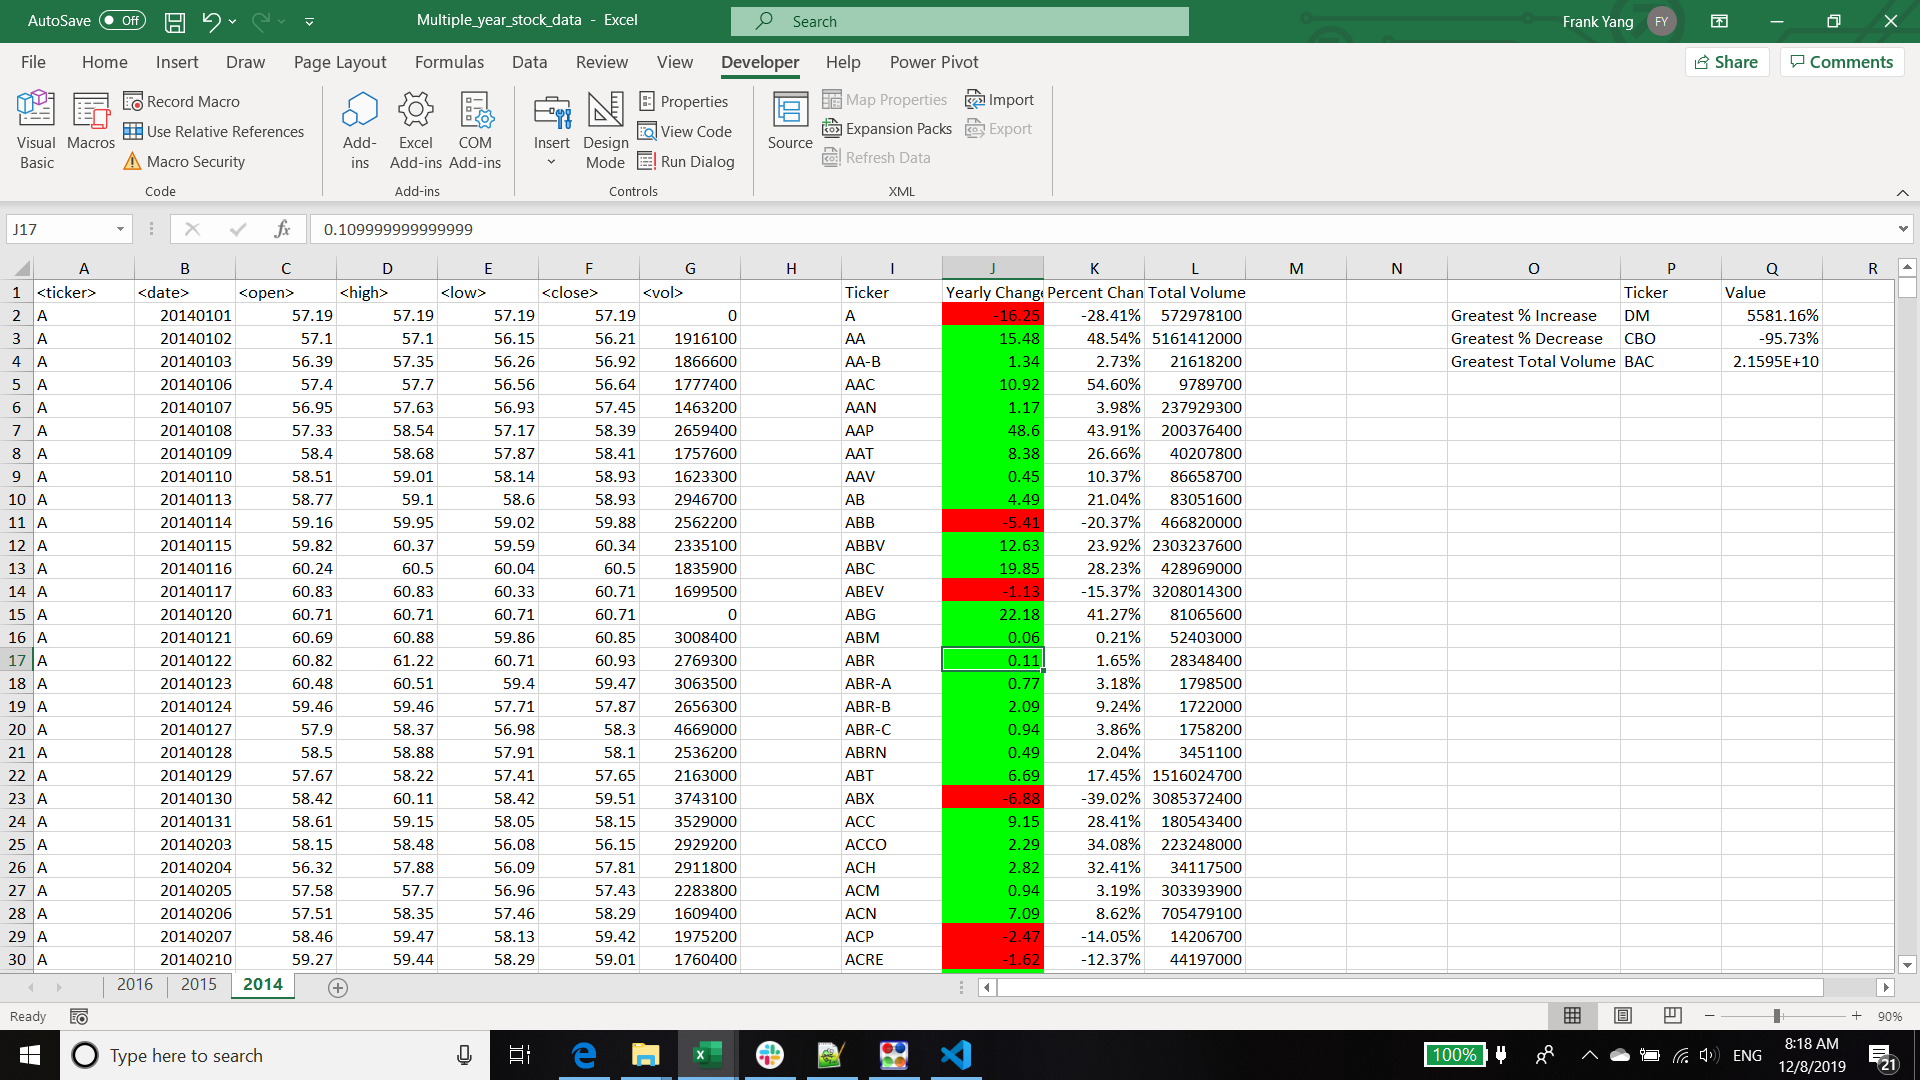 AutoSave Off Multiple_year_stock_data - Excel Search Frank Yang FY
File Home Insert Draw Page Layout Formulas Data Review View Developer Help Power Pivot Share Comments
Visual Basic
Macros
Record Macro
Use Relative References
Macro Security
Code
Add-ins
Excel Add-ins
COM Add-ins
Add-ins
Insert
Design Mode
Properties
View Code
Run Dialog
Controls
Source
Map Properties
Expansion Packs
Refresh Data
Import
Export
XML
J17 fx 0.109999999999999
A B C D E F G H I J K L M N O P Q R
1 <ticker> <date> <open> <high> <low> <close> <vol> Ticker Yearly Change Percent Chan Total Volume Ticker Value
2 A 20140101 57.19 57.19 57.19 57.19 0 A -16.25 -28.41% 572978100 Greatest % Increase DM 5581.16%
3 A 20140102 57.1 57.1 56.15 56.21 1916100 AA 15.48 48.54% 5161412000 Greatest % Decrease CBO -95.73%
4 A 20140103 56.39 57.35 56.26 56.92 1866600 AA-B 1.34 2.73% 21618200 Greatest Total Volume BAC 2.1595E+10
5 A 20140106 57.4 57.7 56.56 56.64 1777400 AAC 10.92 54.60% 9789700
6 A 20140107 56.95 57.63 56.93 57.45 1463200 AAN 1.17 3.98% 237929300
7 A 20140108 57.33 58.54 57.17 58.39 2659400 AAP 48.6 43.91% 200376400
8 A 20140109 58.4 58.68 57.87 58.41 1757600 AAT 8.38 26.66% 40207800
9 A 20140110 58.51 59.01 58.14 58.93 1623300 AAV 0.45 10.37% 86658700
10 A 20140113 58.77 59.1 58.6 58.93 2946700 AB 4.49 21.04% 83051600
11 A 20140114 59.16 59.95 59.02 59.88 2562200 ABB -5.41 -20.37% 466820000
12 A 20140115 59.82 60.37 59.59 60.34 2335100 ABBV 12.63 23.92% 2303237600
13 A 20140116 60.24 60.5 60.04 60.5 1835900 ABC 19.85 28.23% 428969000
14 A 20140117 60.83 60.83 60.33 60.71 1699500 ABEV -1.13 -15.37% 3208014300
15 A 20140120 60.71 60.71 60.71 60.71 0 ABG 22.18 41.27% 81065600
16 A 20140121 60.69 60.88 59.86 60.85 3008400 ABM 0.06 0.21% 52403000
17 A 20140122 60.82 61.22 60.71 60.93 2769300 ABR 0.11 1.65% 28348400
18 A 20140123 60.48 60.51 59.4 59.47 3063500 ABR-A 0.77 3.18% 1798500
19 A 20140124 59.46 59.46 57.71 57.87 2656300 ABR-B 2.09 9.24% 1722000
20 A 20140127 57.9 58.37 56.98 58.3 4669000 ABR-C 0.94 3.86% 1758200
21 A 20140128 58.5 58.88 57.91 58.1 2536200 ABRN 0.49 2.04% 3451100
22 A 20140129 57.67 58.22 57.41 57.65 2163000 ABT 6.69 17.45% 1516024700
23 A 20140130 58.42 60.11 58.42 59.51 3743100 ABX -6.88 -39.02% 3085372400
24 A 20140131 58.61 59.15 58.05 58.15 3529000 ACC 9.15 28.41% 180543400
25 A 20140203 58.15 58.48 56.08 56.15 2929200 ACCO 2.29 34.08% 223248000
26 A 20140204 56.32 57.88 56.09 57.81 2911800 ACH 2.82 32.41% 34117500
27 A 20140205 57.58 57.7 56.96 57.43 2283800 ACM 0.94 3.19% 303393900
28 A 20140206 57.51 58.35 57.46 58.29 1609400 ACN 7.09 8.62% 705479100
29 A 20140207 58.46 59.47 58.13 59.42 1975200 ACP -2.47 -14.05% 14206700
30 A 20140210 59.27 59.44 58.29 59.01 1760400 ACRE -1.62 -12.37% 44197000
2016 2015 2014
Ready 90%
Type here to search 100% ENG 8:18 AM
12/8/2019 21